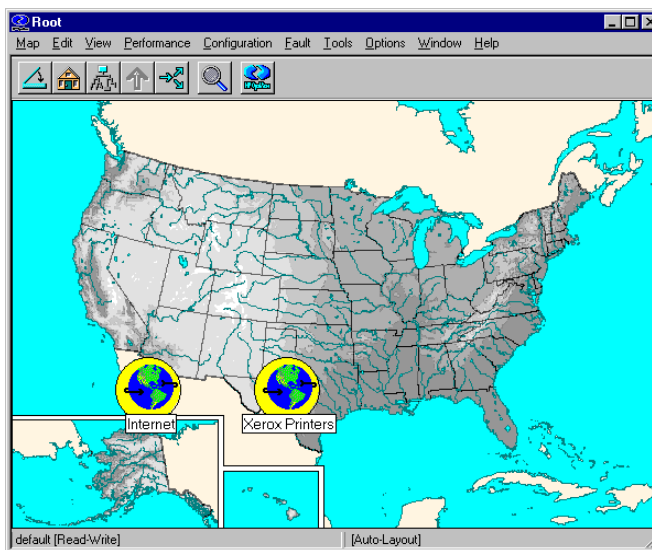 Root
Map Edit View Performance Configuration Fault Tools Options Window Help
Internet
Xerox Printers
default [Read-Write]
[Auto-Layout]